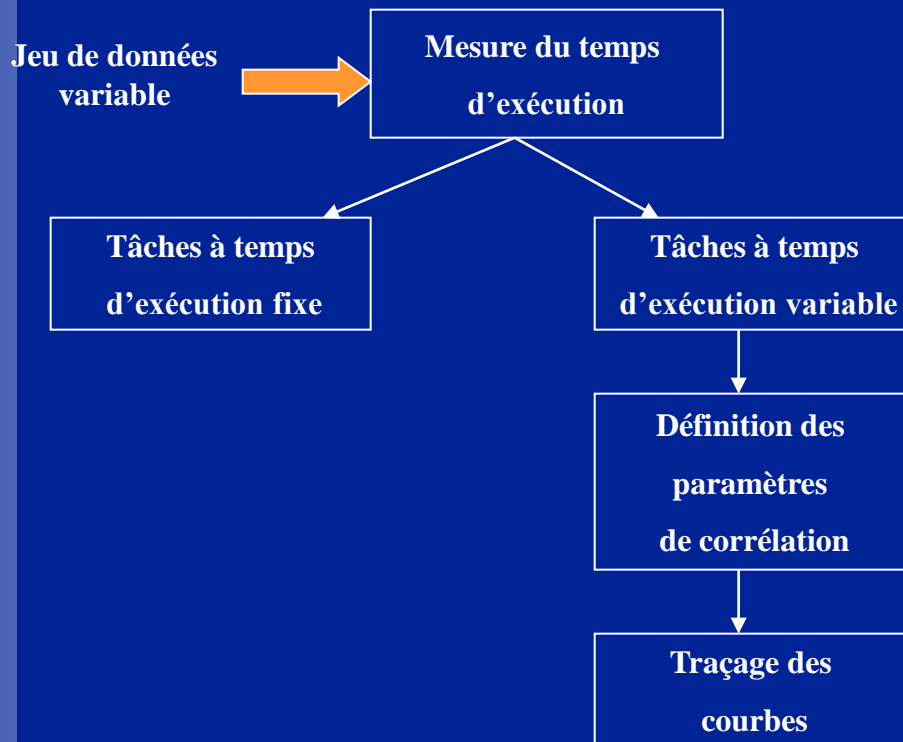 Jeu de données
variable
Mesure du temps
d’exécution
Tâches à temps
d’exécution fixe
Tâches à temps
d’exécution variable
Définition des
paramètres
de corrélation
Traçage des
courbes